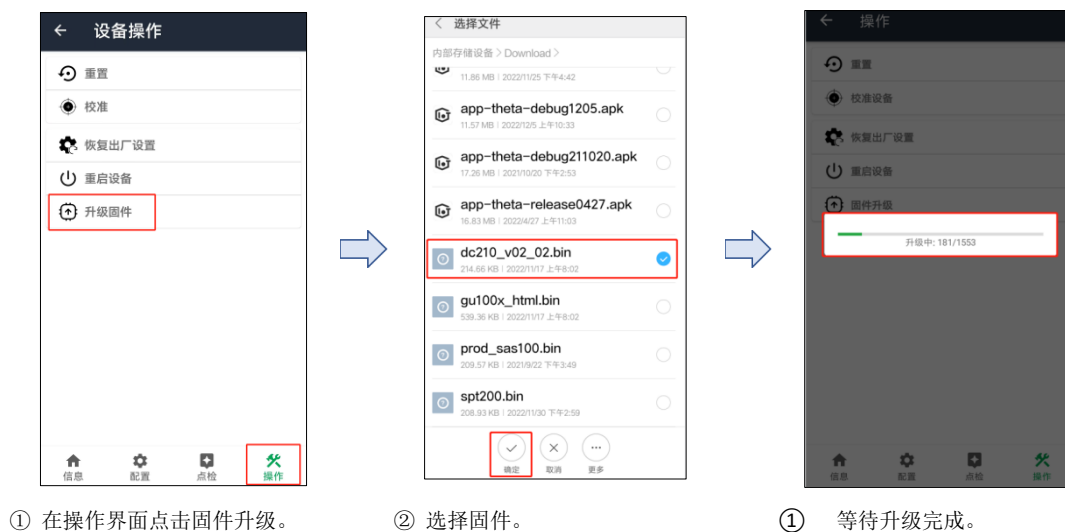 设备操作
重置
校准
恢复出厂设置
重启设备
升级固件
信息
配置
点检
操作
① 在操作界面点击固件升级。
选择文件
内部存储设备 > Download >
11.86 MB | 2022/11/25 下午4:42
app-theta-debug1205.apk
11.57 MB | 2022/12/5 上午10:33
app-theta-debug211020.apk
17.26 MB | 2021/10/20 下午2:53
app-theta-release0427.apk
16.83 MB | 2022/4/27 上午11:03
dc210_v02_02.bin
214.66 KB | 2022/11/17 上午8:02
gu100x_html.bin
539.36 KB | 2022/11/17 上午8:02
prod_sas100.bin
209.57 KB | 2021/9/22 下午3:49
spt200.bin
208.93 KB | 2022/11/30 下午2:59
确定
取消
更多
② 选择固件。
操作
重置
校准设备
恢复出厂设置
重启设备
固件升级
升级中: 181/1553
信息
配置
点检
操作
① 等待升级完成。